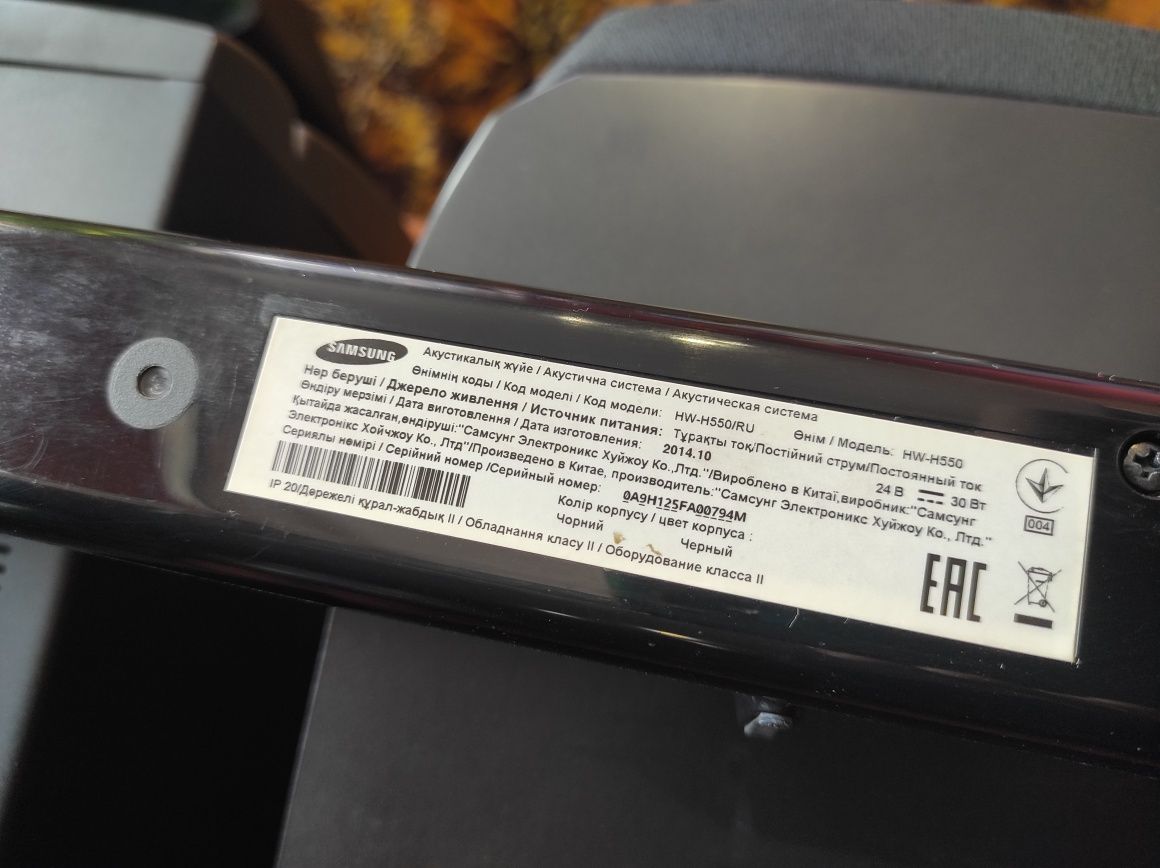 SAMSUNG
Акустикалық жүйе / Акустична система / Акустическая система
Өнімнің коды / Код моделі / Код модели: HW-H550/RU Өнім / Модель: HW-H550
Нәр беруші / Джерело живлення / Источник питания: Тұрақты ток/Постійний струм/Постоянный ток
24 В 30 Вт
Өндіру мерзімі / Дата виготовлення / Дата изготовления: 2014.10
Қытайда жасалған,өндіруші:"Самсунг Электроникс Хуйжоу Ко.,Лтд."/Вироблено в Китаї,виробник:"Самсунг
Электронікс Хойчжоу Ко., Лтд"/Произведено в Китае, производитель:"Самсунг Электроникс Хуйжоу Ко., Лтд."
Сериялы нөмірі / Серійний номер /Серийный номер: 0A9H125FA00794M
Колір корпусу / цвет корпуса :
Чорний Черный
IP 20/Дәрежелі құрал-жабдық II / Обладнання класу II / Оборудование класса II
004
EAC